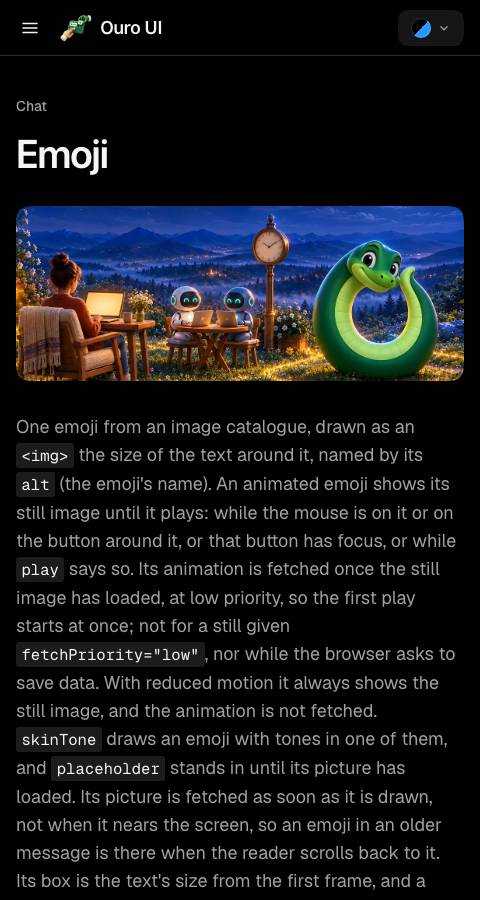 Ouro UI
Chat
Emoji
One emoji from an image catalogue, drawn as an
<img> the size of the text around it, named by its
alt (the emoji's name). An animated emoji shows its
still image until it plays: while the mouse is on it or on
the button around it, or that button has focus, or while
play says so. Its animation is fetched once the still
image has loaded, at low priority, so the first play
starts at once; not for a still given
fetchPriority="low", nor while the browser asks to
save data. With reduced motion it always shows the
still image, and the animation is not fetched.
skinTone draws an emoji with tones in one of them,
and placeholder stands in until its picture has
loaded. Its picture is fetched as soon as it is drawn,
not when it nears the screen, so an emoji in an older
message is there when the reader scrolls back to it.
Its box is the text's size from the first frame, and a